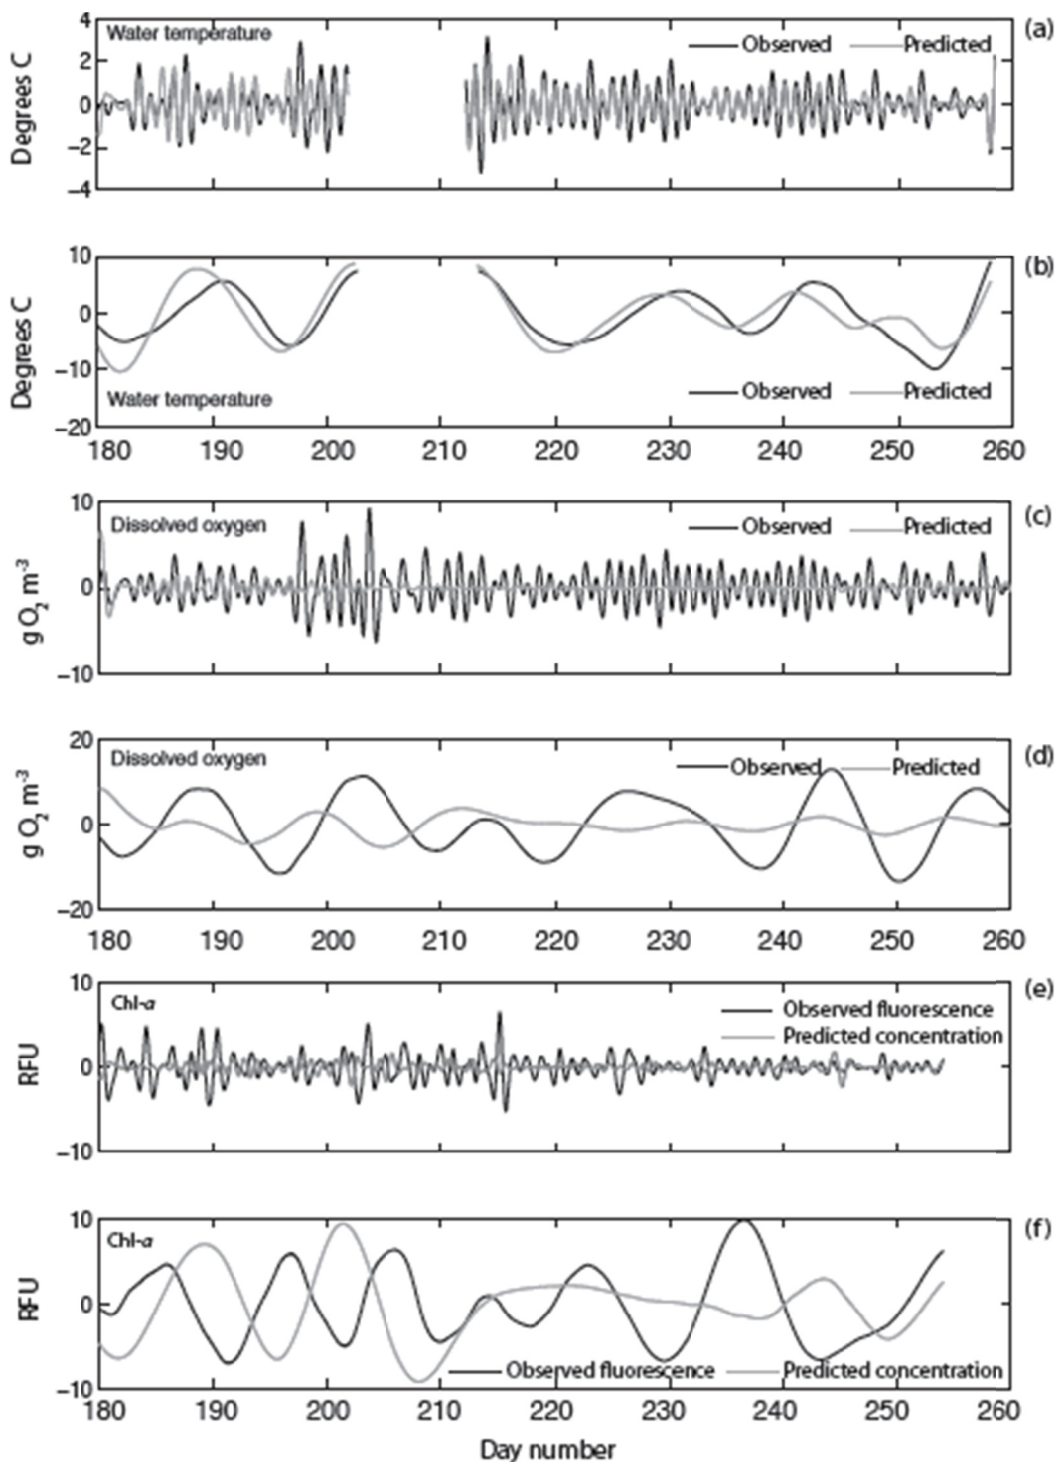 4
Water temperature
(a)
Observed
Predicted
2
0
−2
−4
Degrees C
10
(b)
0
−10
−20
Degrees C
Water temperature
Observed
Predicted
180 190 200 210 220 230 240 250 260
10
Dissolved oxygen
Observed
Predicted
(c)
0
−10
g O2 m-3
20
Dissolved oxygen
Observed
Predicted
(d)
0
−20
g O2 m-3
180 190 200 210 220 230 240 250 260
10
Chl-a
Observed fluorescence
Predicted concentration
(e)
0
−10
RFU
10
Chl-a
(f)
0
−10
RFU
Observed fluorescence
Predicted concentration
180 190 200 210 220 230 240 250 260
Day number